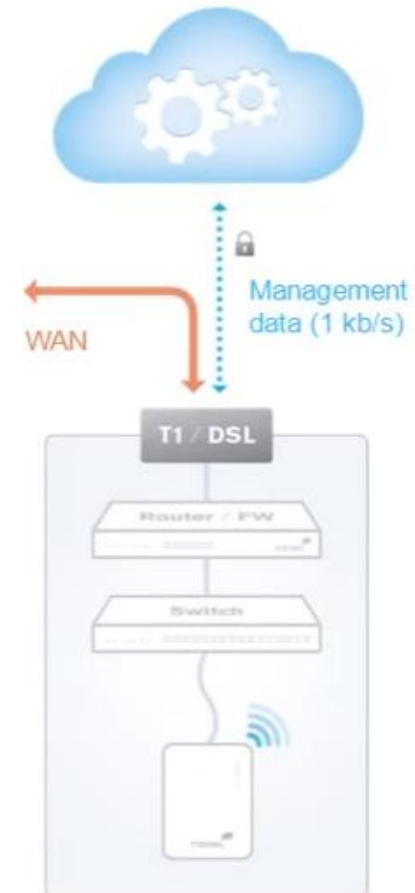 Management
data (1 kb/s)
WAN
T1 / DSL
Router / FW
Switch